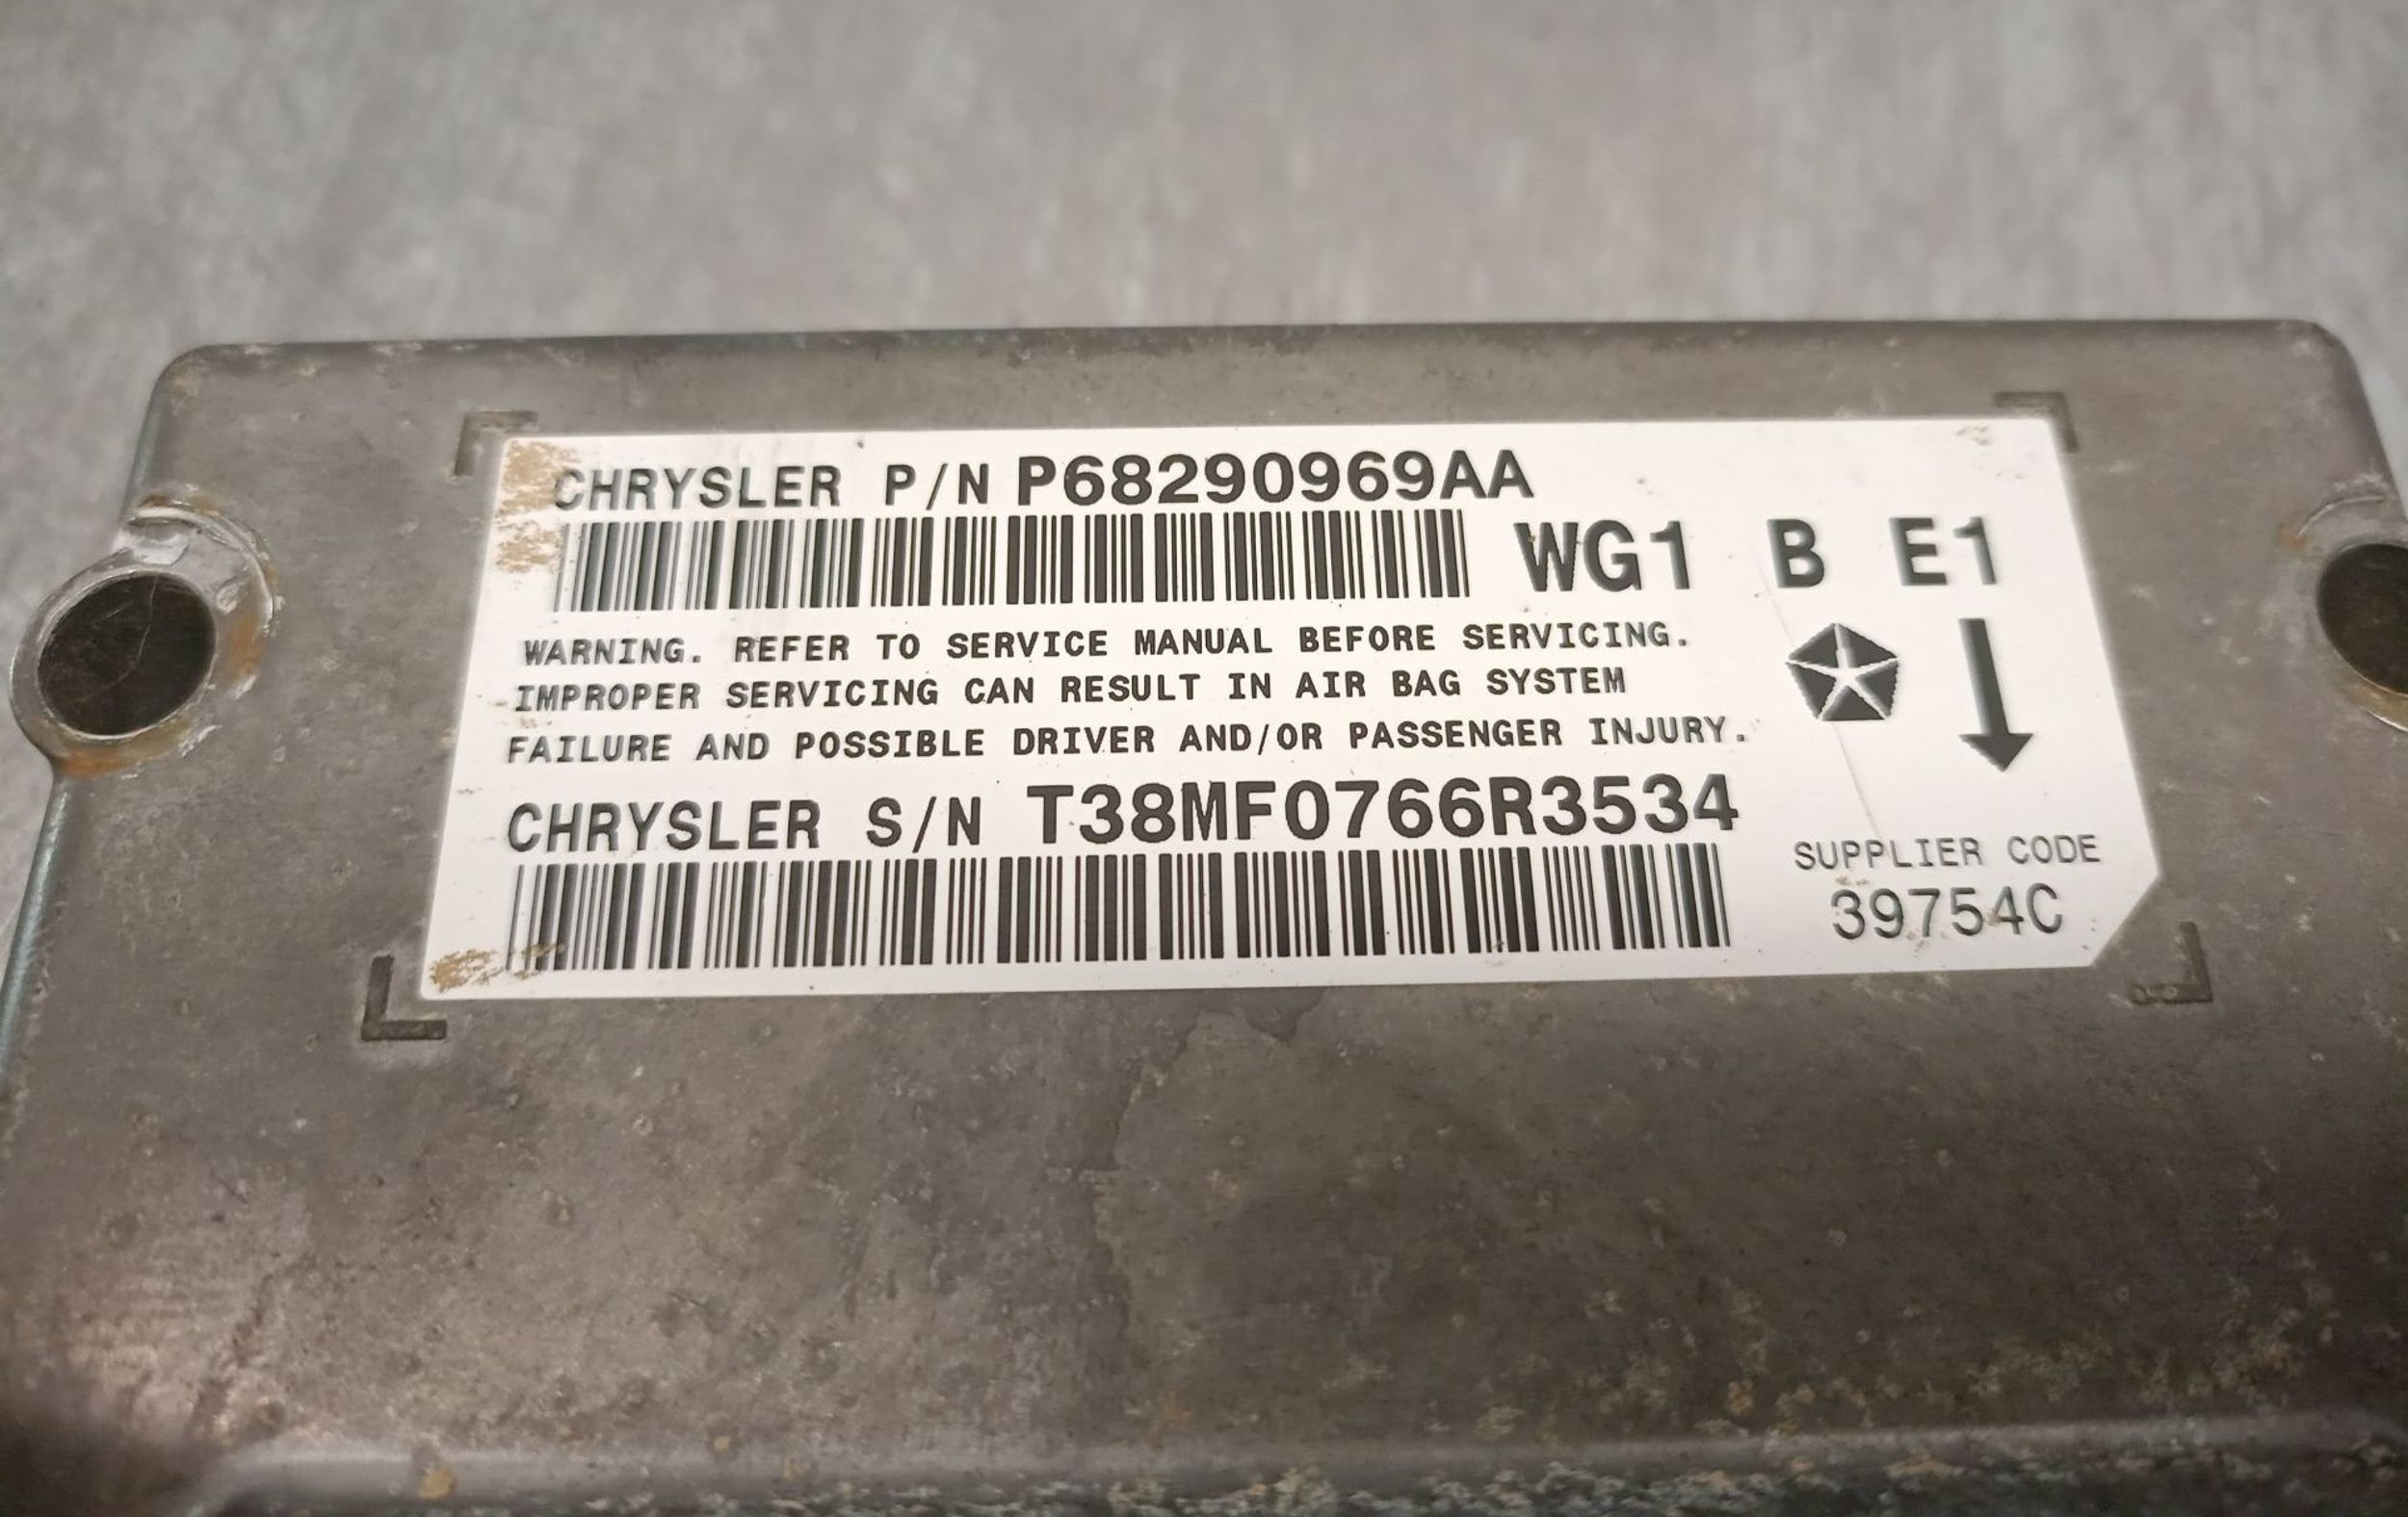 CHRYSLER P/N P68290969AA
WG1 B E1
WARNING. REFER TO SERVICE MANUAL BEFORE SERVICING.
IMPROPER SERVICING CAN RESULT IN AIR BAG SYSTEM
FAILURE AND POSSIBLE DRIVER AND/OR PASSENGER INJURY.
CHRYSLER S/N T38MF0766R3534
SUPPLIER CODE
39754C